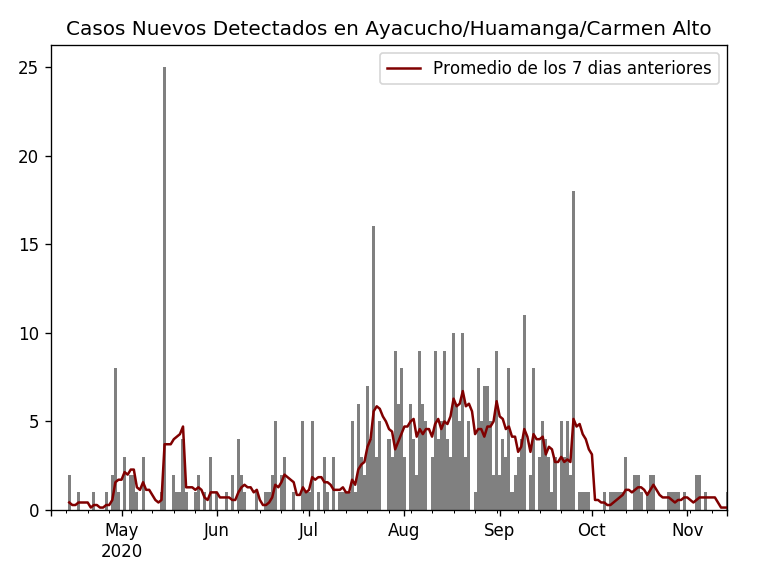 Casos Nuevos Detectados en Ayacucho/Huamanga/Carmen Alto
Promedio de los 7 dias anteriores
25
20
15
10
5
0
May Jun Jul Aug Sep Oct Nov
2020